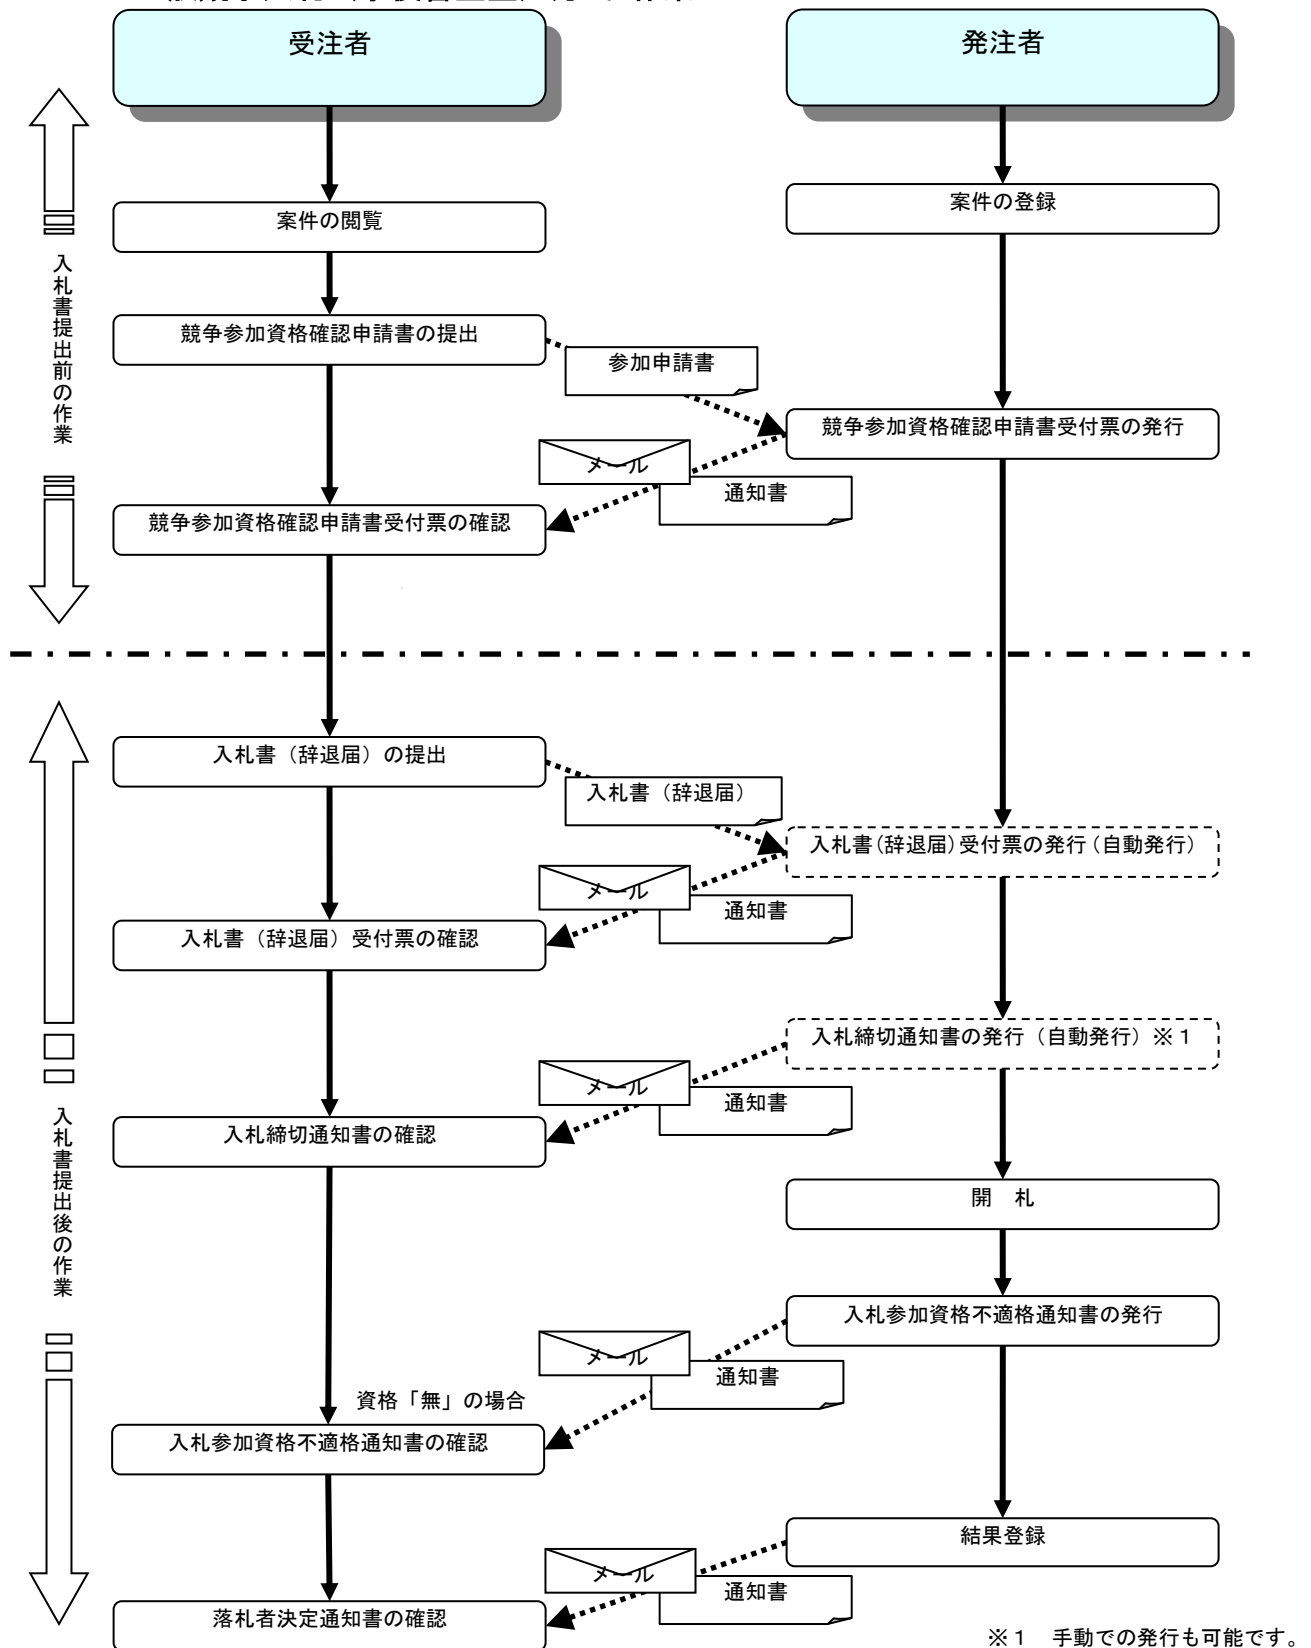 受注者
発注者
案件の登録
案件の閲覧
入札書提出前の作業
競争参加資格確認申請書の提出
参加申請書
競争参加資格確認申請書受付票の発行
メール
通知書
競争参加資格確認申請書受付票の確認
入札書（辞退届）の提出
入札書（辞退届）
入札書(辞退届)受付票の発行(自動発行)
メール
通知書
入札書（辞退届）受付票の確認
入札締切通知書の発行（自動発行）※１
メール
通知書
入札締切通知書の確認
入札書提出後の作業
開　札
入札参加資格不適格通知書の発行
メール
通知書
資格「無」の場合
入札参加資格不適格通知書の確認
結果登録
メール
通知書
落札者決定通知書の確認
※１　手動での発行も可能です。